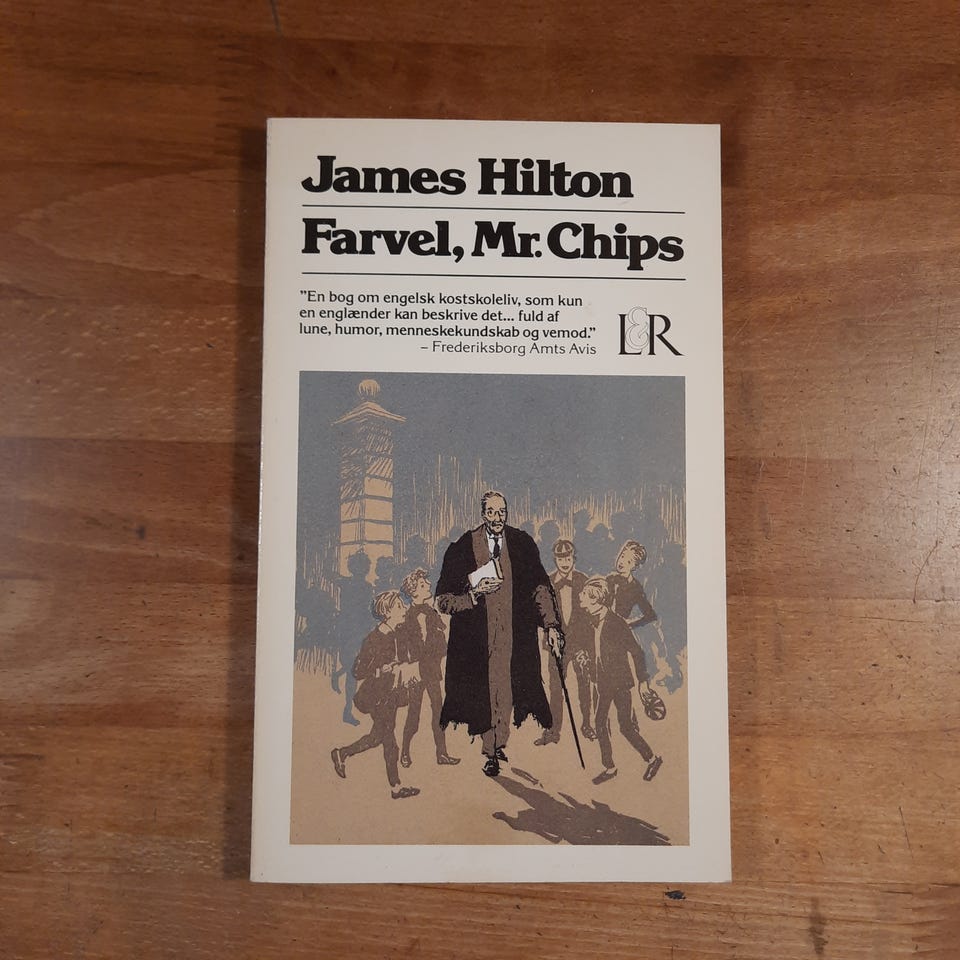 James Hilton
Farvel, Mr. Chips
”En bog om engelsk kostskoleliv, som kun
en englænder kan beskrive det... fuld af
lune, humor, menneskekundskab og vemod.”
– Frederiksborg Amts Avis
L&R